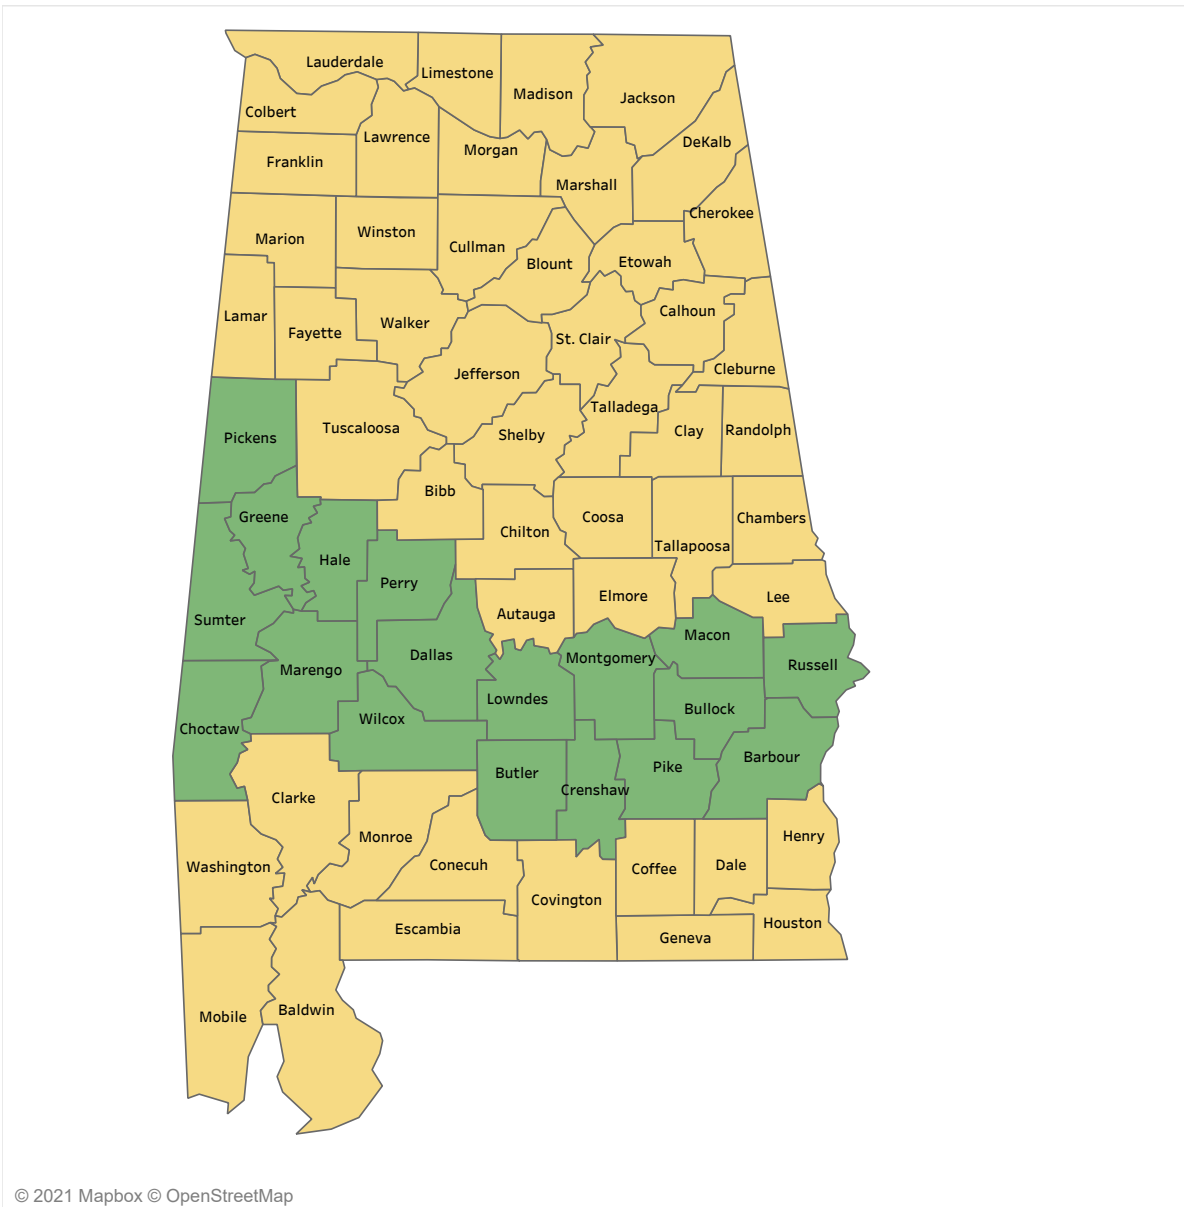 Lauderdale
Limestone
Madison
Jackson
Colbert
Lawrence
DeKalb
Morgan
Franklin
Marshall
Cherokee
Marion
Winston
Cullman
Blount
Etowah
Lamar
Fayette
Walker
Calhoun
St. Clair
Jefferson
Cleburne
Talladega
Pickens
Tuscaloosa
Shelby
Clay
Randolph
Bibb
Greene
Chilton
Coosa
Chambers
Tallapoosa
Hale
Perry
Elmore
Lee
Sumter
Autauga
Macon
Dallas
Montgomery
Russell
Marengo
Lowndes
Bullock
Choctaw
Wilcox
Barbour
Butler
Pike
Crenshaw
Clarke
Monroe
Henry
Washington
Conecuh
Coffee
Dale
Covington
Escambia
Houston
Geneva
Mobile
Baldwin
© 2021 Mapbox © OpenStreetMap